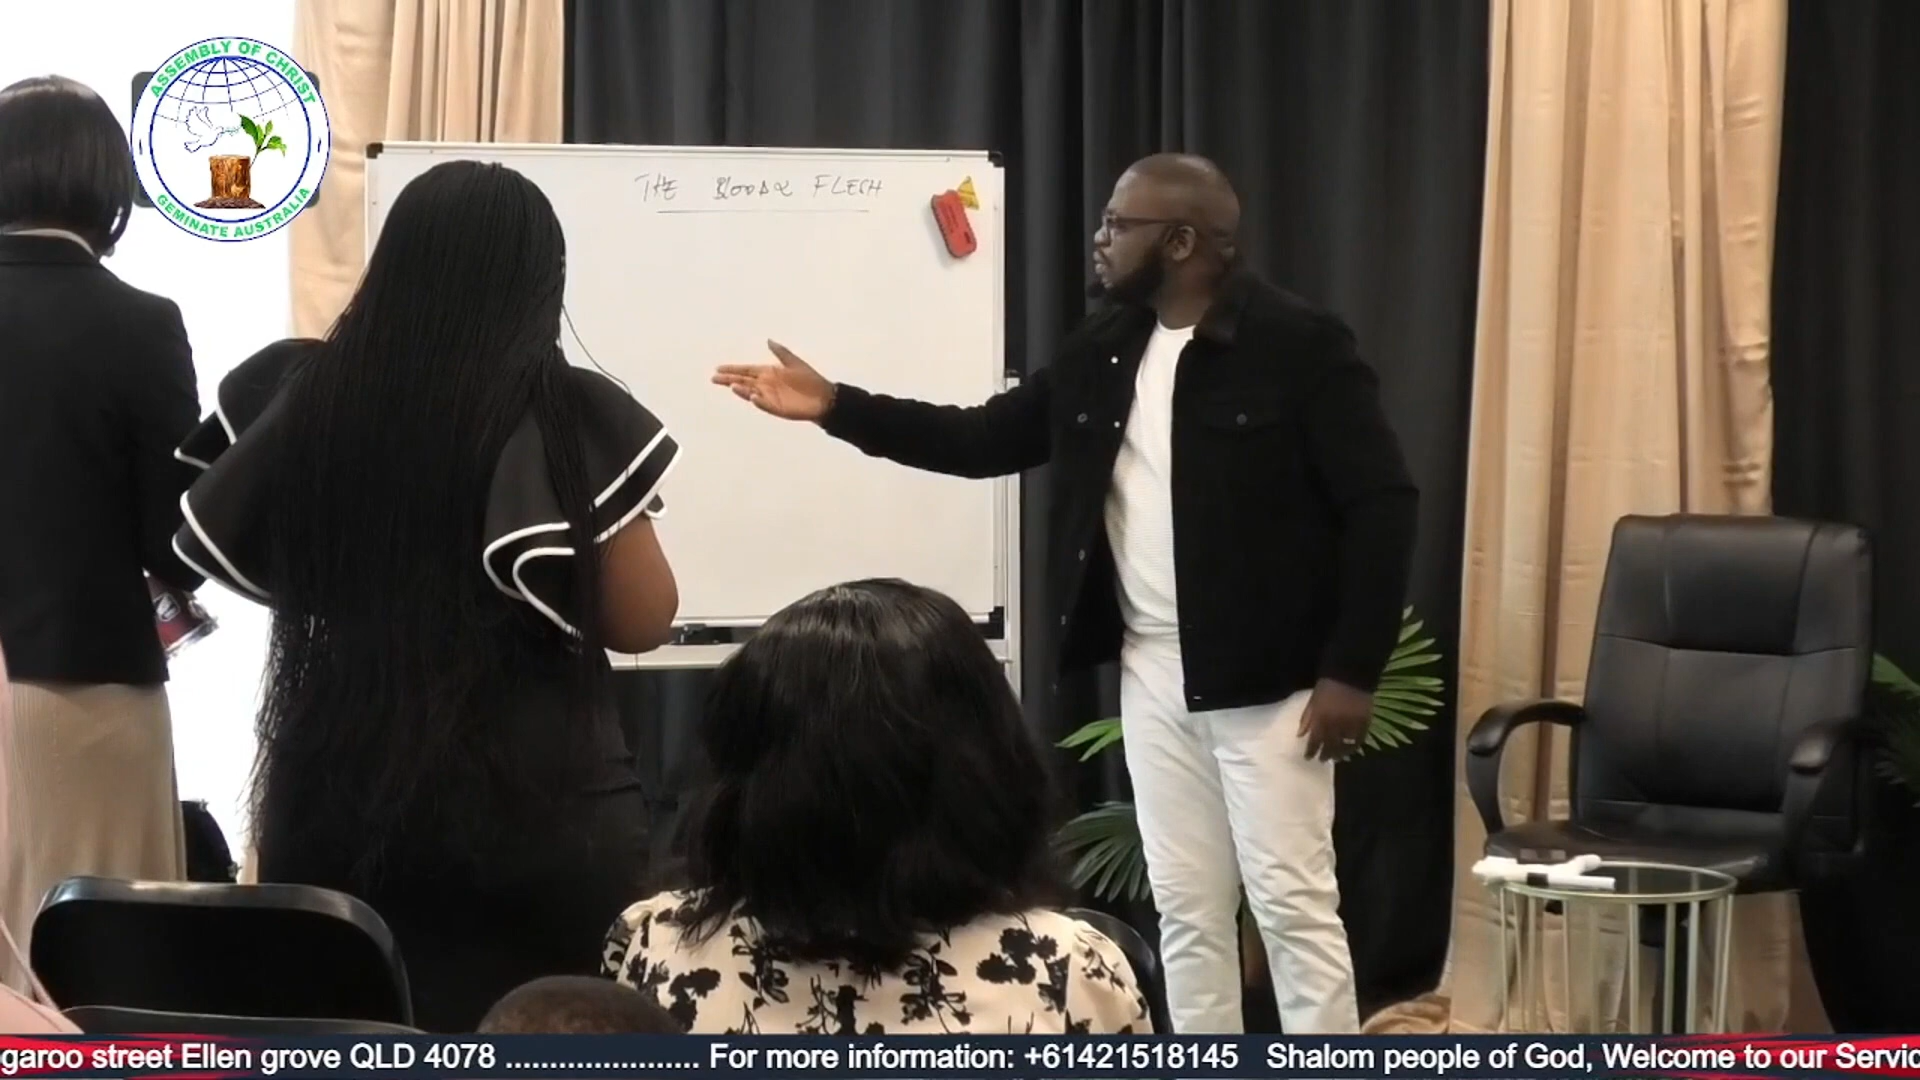 ASSEMBLY OF CHRIST
GEMINATE AUSTRALIA
THE BLOOD & FLESH
garoo street Ellen grove QLD 4078 ...................... For more information: +61421518145 Shalom people of God, Welcome to our Servic